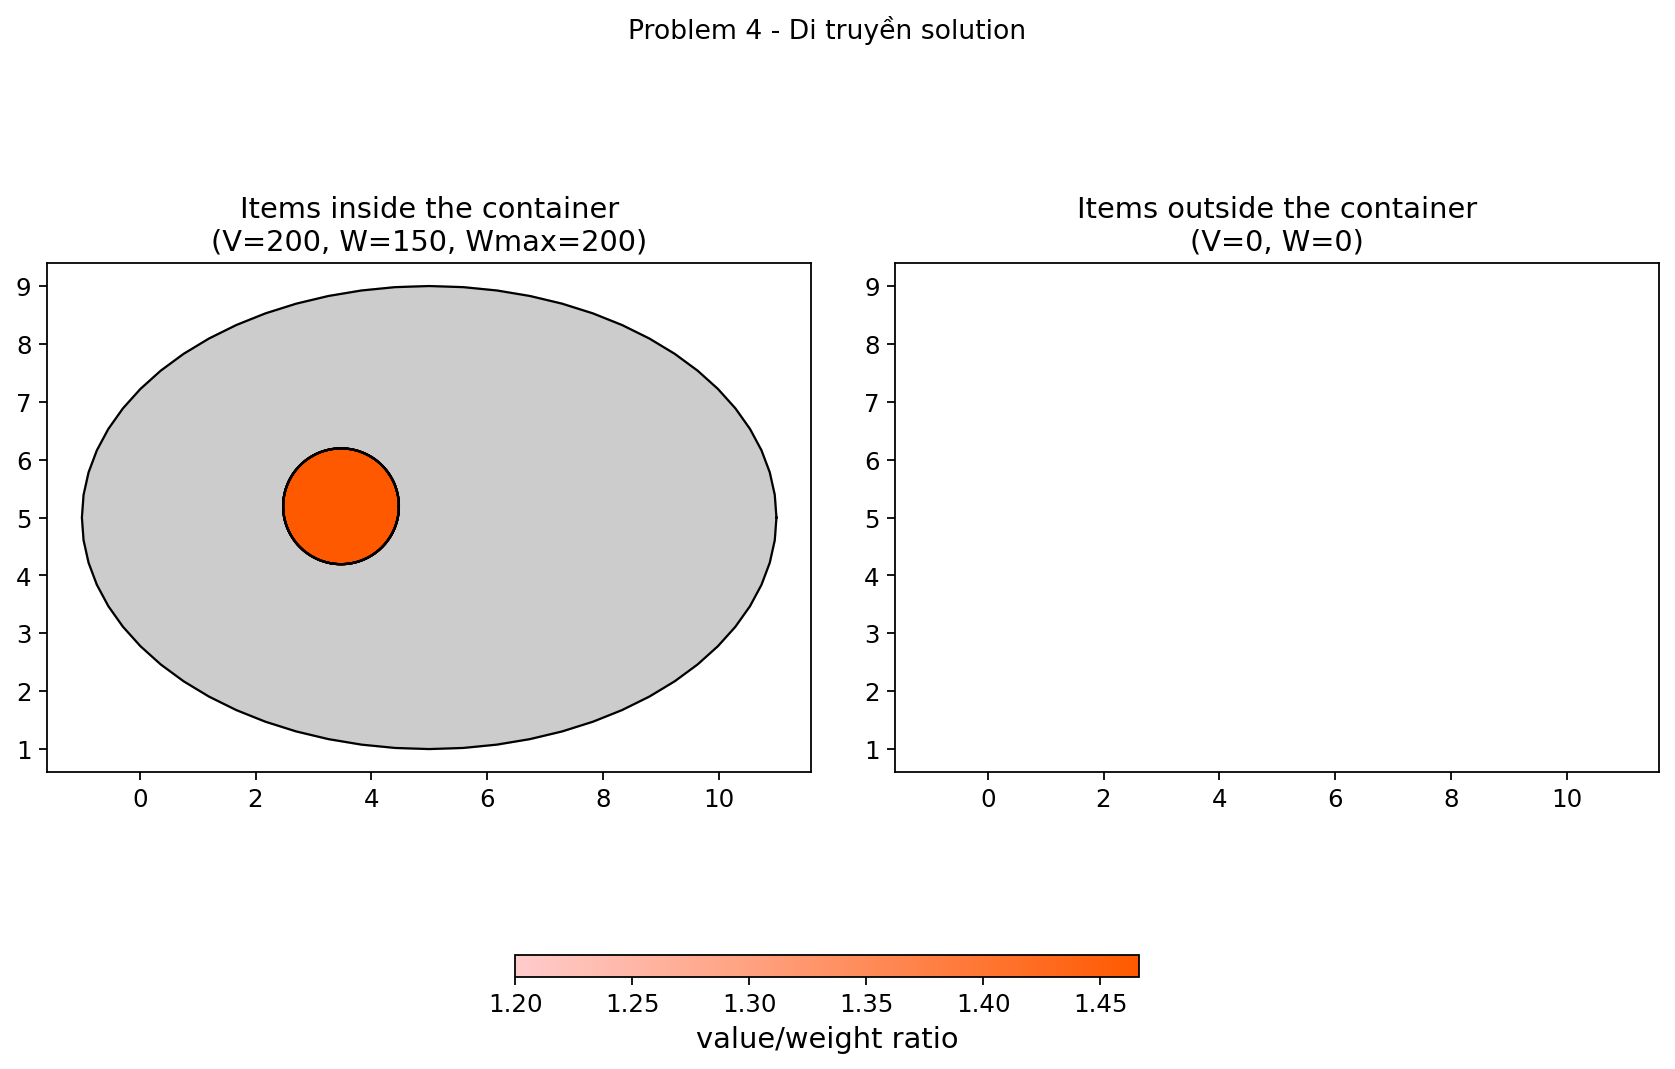 Problem 4 - Di truyền solution
Items inside the container
(V=200, W=150, Wmax=200)
Items outside the container
(V=0, W=0)
9
8
7
6
5
4
3
2
1
0 2 4 6 8 10
9
8
7
6
5
4
3
2
1
0 2 4 6 8 10
1.20 1.25 1.30 1.35 1.40 1.45
value/weight ratio